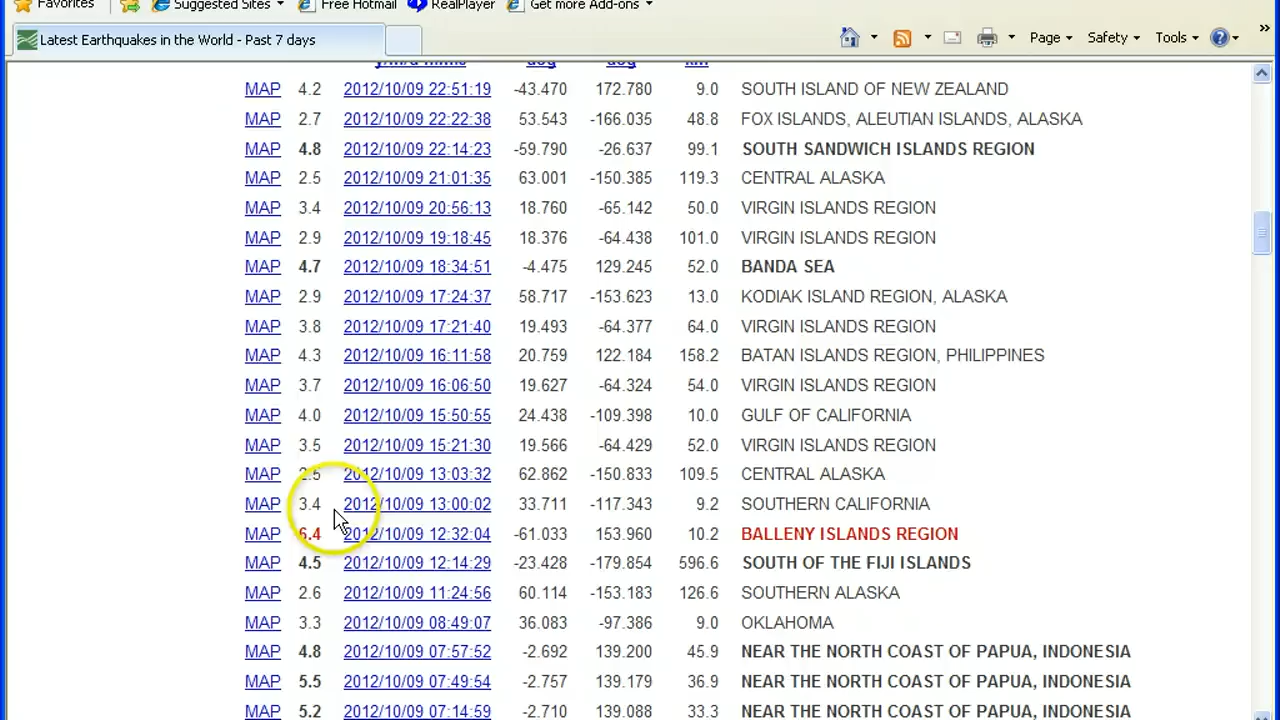 Favorites Suggested Sites Free Hotmail RealPlayer Get more Add-ons
Latest Earthquakes in the World - Past 7 days Page Safety Tools
y/m/d h:m:s deg deg km
MAP 4.2 2012/10/09 22:51:19 -43.470 172.780 9.0 SOUTH ISLAND OF NEW ZEALAND
MAP 2.7 2012/10/09 22:22:38 53.543 -166.035 48.8 FOX ISLANDS, ALEUTIAN ISLANDS, ALASKA
MAP 4.8 2012/10/09 22:14:23 -59.790 -26.637 99.1 SOUTH SANDWICH ISLANDS REGION
MAP 2.5 2012/10/09 21:01:35 63.001 -150.385 119.3 CENTRAL ALASKA
MAP 3.4 2012/10/09 20:56:13 18.760 -65.142 50.0 VIRGIN ISLANDS REGION
MAP 2.9 2012/10/09 19:18:45 18.376 -64.438 101.0 VIRGIN ISLANDS REGION
MAP 4.7 2012/10/09 18:34:51 -4.475 129.245 52.0 BANDA SEA
MAP 2.9 2012/10/09 17:24:37 58.717 -153.623 13.0 KODIAK ISLAND REGION, ALASKA
MAP 3.8 2012/10/09 17:21:40 19.493 -64.377 64.0 VIRGIN ISLANDS REGION
MAP 4.3 2012/10/09 16:11:58 20.759 122.184 158.2 BATAN ISLANDS REGION, PHILIPPINES
MAP 3.7 2012/10/09 16:06:50 19.627 -64.324 54.0 VIRGIN ISLANDS REGION
MAP 4.0 2012/10/09 15:50:55 24.438 -109.398 10.0 GULF OF CALIFORNIA
MAP 3.5 2012/10/09 15:21:30 19.566 -64.429 52.0 VIRGIN ISLANDS REGION
MAP 2.5 2012/10/09 13:03:32 62.862 -150.833 109.5 CENTRAL ALASKA
MAP 3.4 2012/10/09 13:00:02 33.711 -117.343 9.2 SOUTHERN CALIFORNIA
MAP 6.4 2012/10/09 12:32:04 -61.033 153.960 10.2 BALLENY ISLANDS REGION
MAP 4.5 2012/10/09 12:14:29 -23.428 -179.854 596.6 SOUTH OF THE FIJI ISLANDS
MAP 2.6 2012/10/09 11:24:56 60.114 -153.183 126.6 SOUTHERN ALASKA
MAP 3.3 2012/10/09 08:49:07 36.083 -97.386 9.0 OKLAHOMA
MAP 4.8 2012/10/09 07:57:52 -2.692 139.200 45.9 NEAR THE NORTH COAST OF PAPUA, INDONESIA
MAP 5.5 2012/10/09 07:49:54 -2.757 139.179 36.9 NEAR THE NORTH COAST OF PAPUA, INDONESIA
MAP 5.2 2012/10/09 07:14:59 -2.710 139.088 33.3 NEAR THE NORTH COAST OF PAPUA, INDONESIA